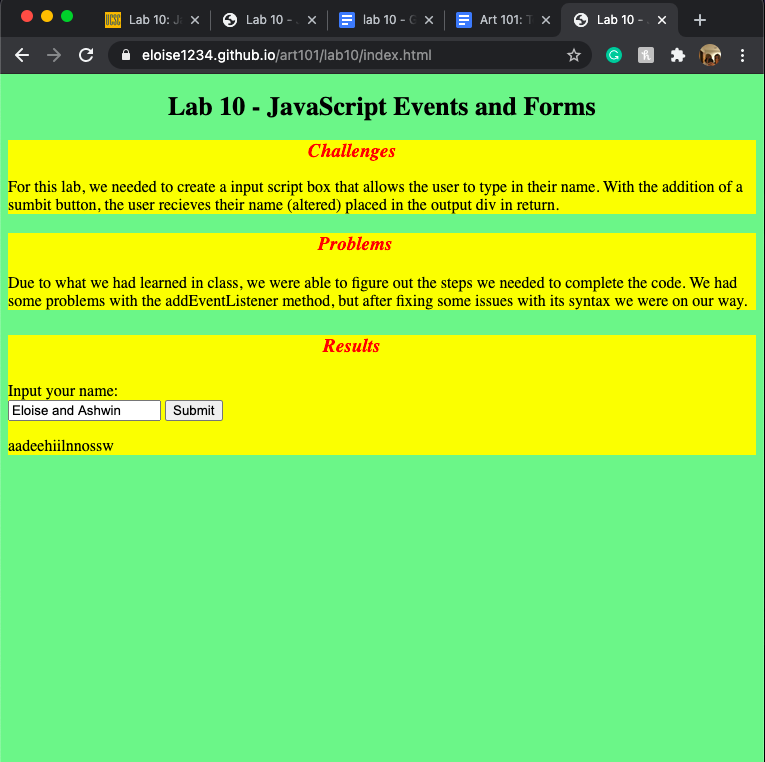 UCSC Lab 10: J
Lab 10 -
lab 10 - G
Art 101: T
Lab 10 -
eloise1234.github.io/art101/lab10/index.html
Lab 10 - JavaScript Events and Forms
Challenges
For this lab, we needed to create a input script box that allows the user to type in their name. With the addition of a
sumbit button, the user recieves their name (altered) placed in the output div in return.
Problems
Due to what we had learned in class, we were able to figure out the steps we needed to complete the code. We had
some problems with the addEventListener method, but after fixing some issues with its syntax we were on our way.
Results
Input your name:
Eloise and Ashwin Submit
aadeehiilnnossw